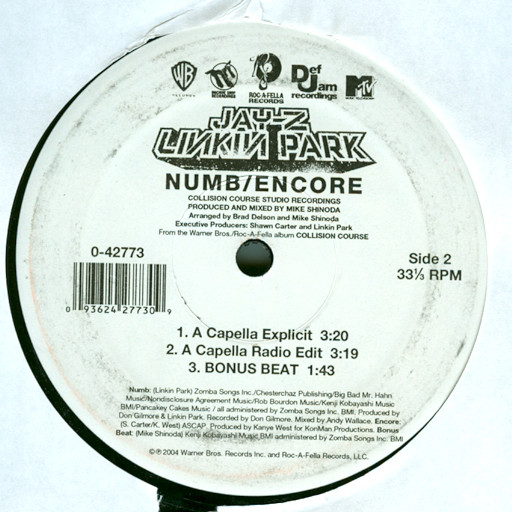 WB
RECORDS
MACHINE SHOP
RECORDINGS
ROC-A-FELLA
RECORDS
Def
Jam
recordings
MTV
MUSIC TELEVISION
JAY-Z
LINKIN PARK
NUMB/ENCORE
COLLISION COURSE STUDIO RECORDINGS
PRODUCED AND MIXED BY MIKE SHINODA
Arranged by Brad Delson and Mike Shinoda
Executive Producers: Shawn Carter and Linkin Park
From the Warner Bros./Roc-A-Fella album COLLISION COURSE
0-42773
Side 2
33⅓ RPM
0 93624 27730 9
1. A Capella Explicit 3:20
2. A Capella Radio Edit 3:19
3. BONUS BEAT 1:43
Numb: (Linkin Park) Zomba Songs Inc./Chesterchaz Publishing/Big Bad Mr. Hahn
Music/Nondisclosure Agreement Music/Rob Bourdon Music/Kenji Kobayashi Music
BMI/Pancakey Cakes Music / all administered by Zomba Songs Inc. BMI. Produced by
Don Gilmore & Linkin Park. Recorded by Don Gilmore. Mixed by Andy Wallace. Encore:
(S. Carter/K. West) ASCAP. Produced by Kanye West for KonMan Productions. Bonus
Beat: (Mike Shinoda) Kenji Kobayashi Music,BMI administered by Zomba Songs Inc. BMI
©℗ 2004 Warner Bros. Records Inc. and Roc-A-Fella Records, LLC.